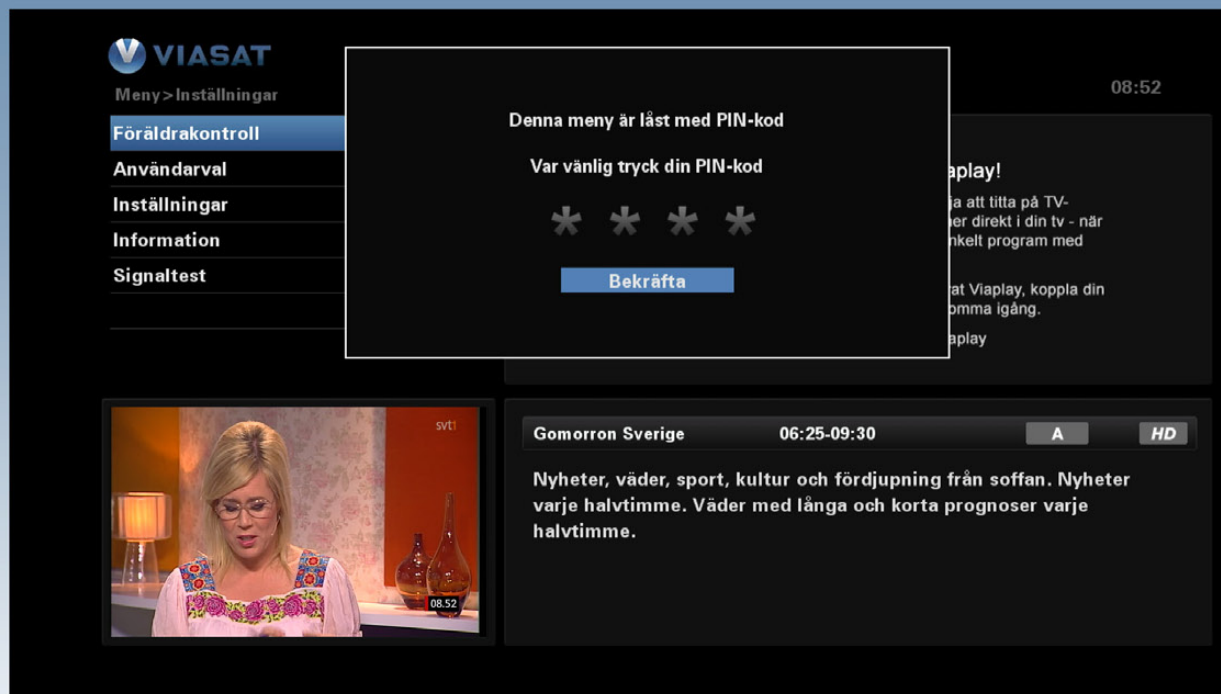 VIASAT
Meny>Inställningar
08:52
Föräldrakontroll
Användarval
Inställningar
Information
Signaltest
Denna meny är låst med PIN-kod
Var vänlig tryck din PIN-kod
* * * *
Bekräfta
aplay!
ja att titta på TV-
er direkt i din tv - när
nkelt program med
at Viaplay, koppla din
omma igång.
aplay
svt1
08.52
Gomorron Sverige 06:25-09:30 A HD
Nyheter, väder, sport, kultur och fördjupning från soffan. Nyheter
varje halvtimme. Väder med långa och korta prognoser varje
halvtimme.